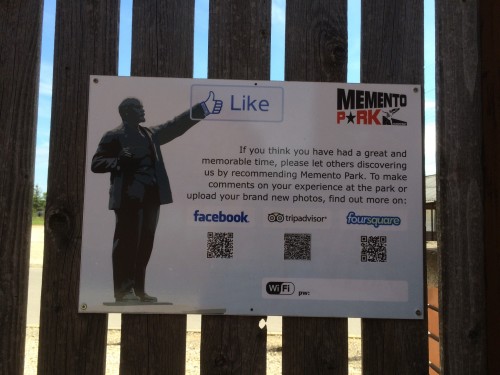 Like
MEMENTO
PARK
If you think you have had a great and
memorable time, please let others discovering
us by recommending Memento Park. To make
comments on your experience at the park or
upload your brand new photos, find out more on:
facebook tripadvisor® foursquare
WiFi pw: